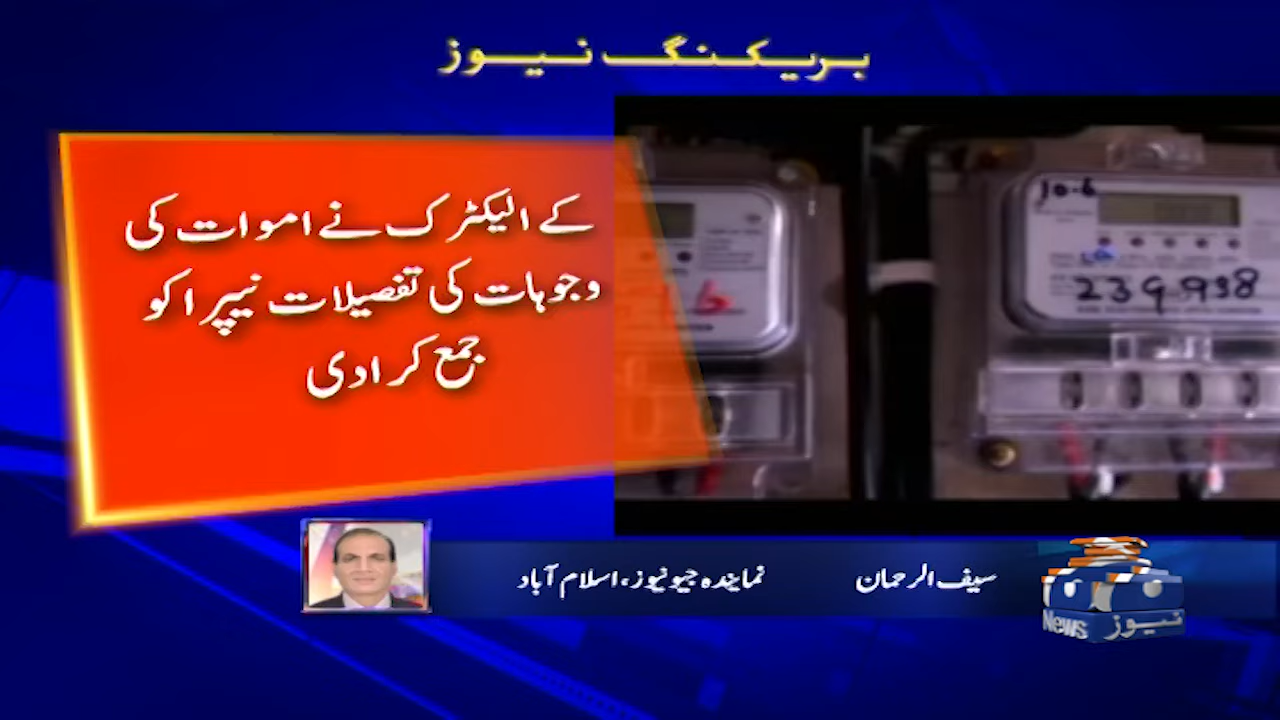 بریکنگ نیوز
کے الیکٹرک نے اموات کی
وجوہات کی تفصیلات نیپرا کو
جمع کرادی
10-6
239938
سیف الرحمان
نمایندہ جیو نیوز، اسلام آباد
News نیوز